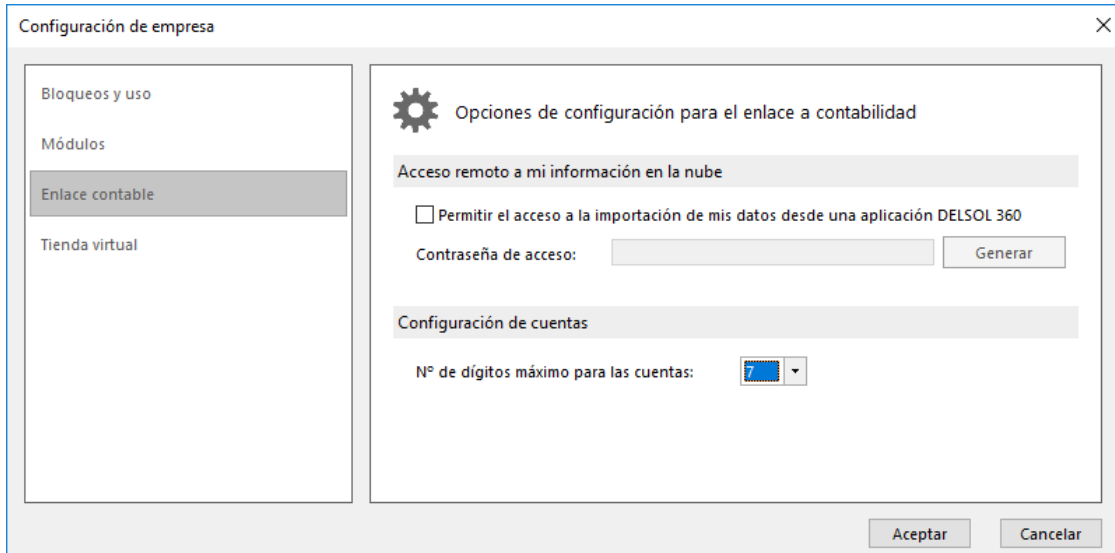 Configuración de empresa
Bloqueos y uso
Módulos
Enlace contable
Tienda virtual
Opciones de configuración para el enlace a contabilidad
Acceso remoto a mi información en la nube
Permitir el acceso a la importación de mis datos desde una aplicación DELSOL 360
Contraseña de acceso:
Generar
Configuración de cuentas
Nº de dígitos máximo para las cuentas: 7
Aceptar Cancelar